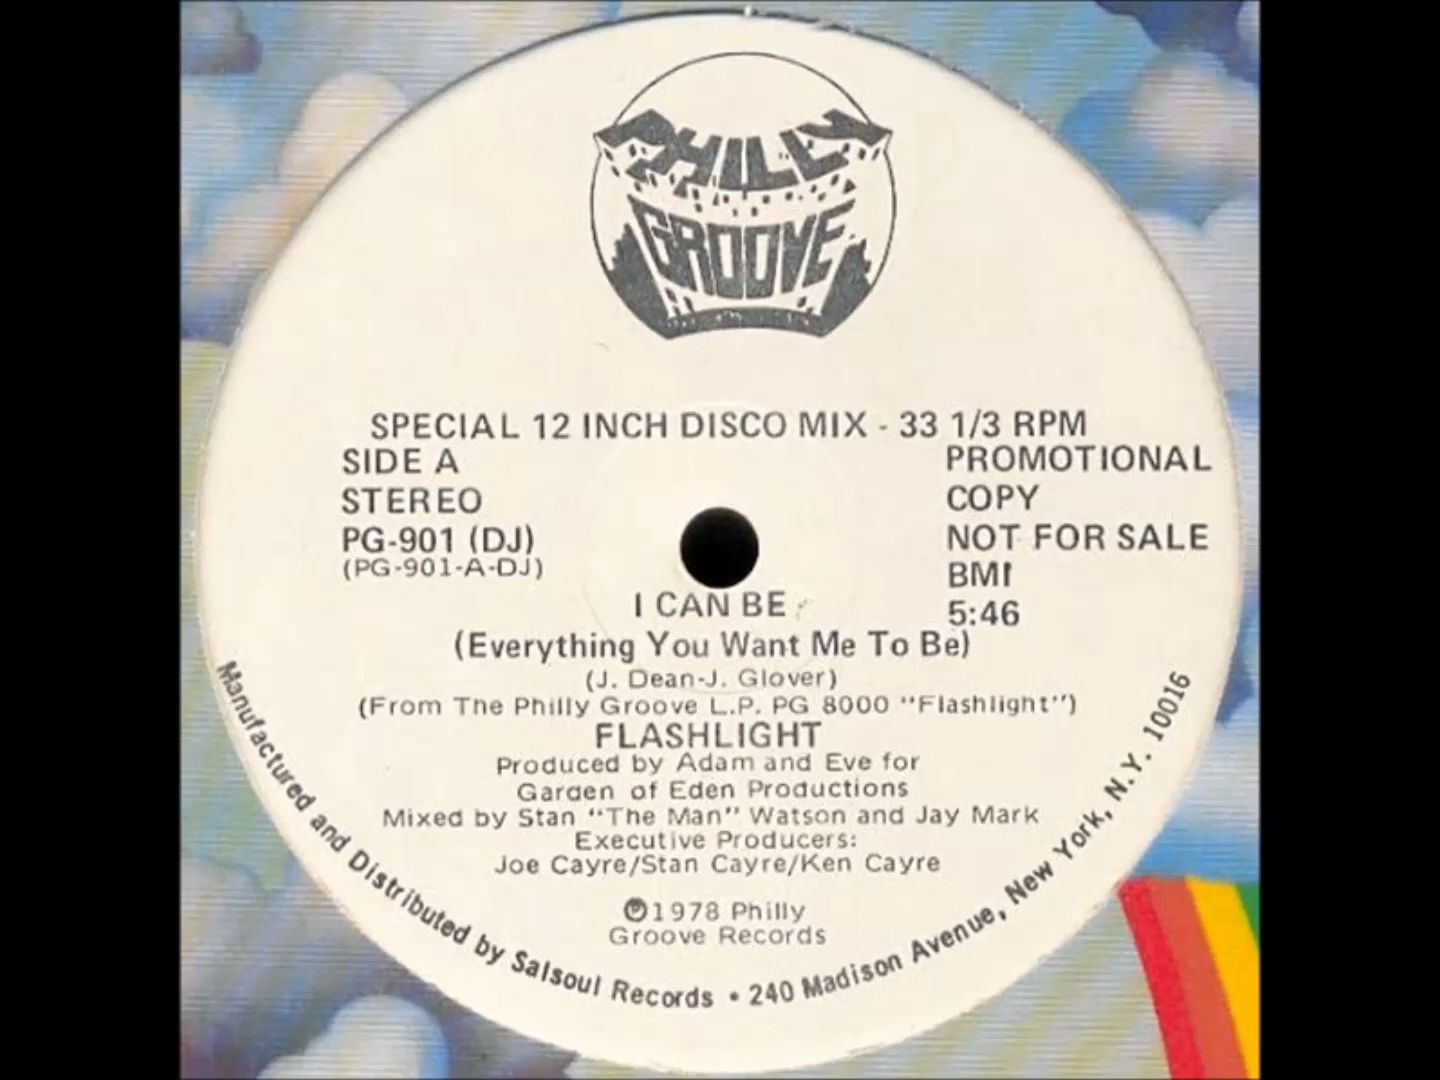 PHILLY
GROOVE
SPECIAL 12 INCH DISCO MIX - 33 1/3 RPM
SIDE A
STEREO
PG-901 (DJ)
(PG-901-A-DJ)
PROMOTIONAL
COPY
NOT FOR SALE
BMI
5:46
I CAN BE
(Everything You Want Me To Be)
(J. Dean-J. Glover)
(From The Philly Groove L.P. PG 8000 "Flashlight")
FLASHLIGHT
Produced by Adam and Eve for
Garden of Eden Productions
Mixed by Stan "The Man" Watson and Jay Mark
Executive Producers:
Joe Cayre/Stan Cayre/Ken Cayre
℗1978 Philly
Groove Records
Manufactured and Distributed by Salsoul Records • 240 Madison Avenue, New York, N.Y. 10016